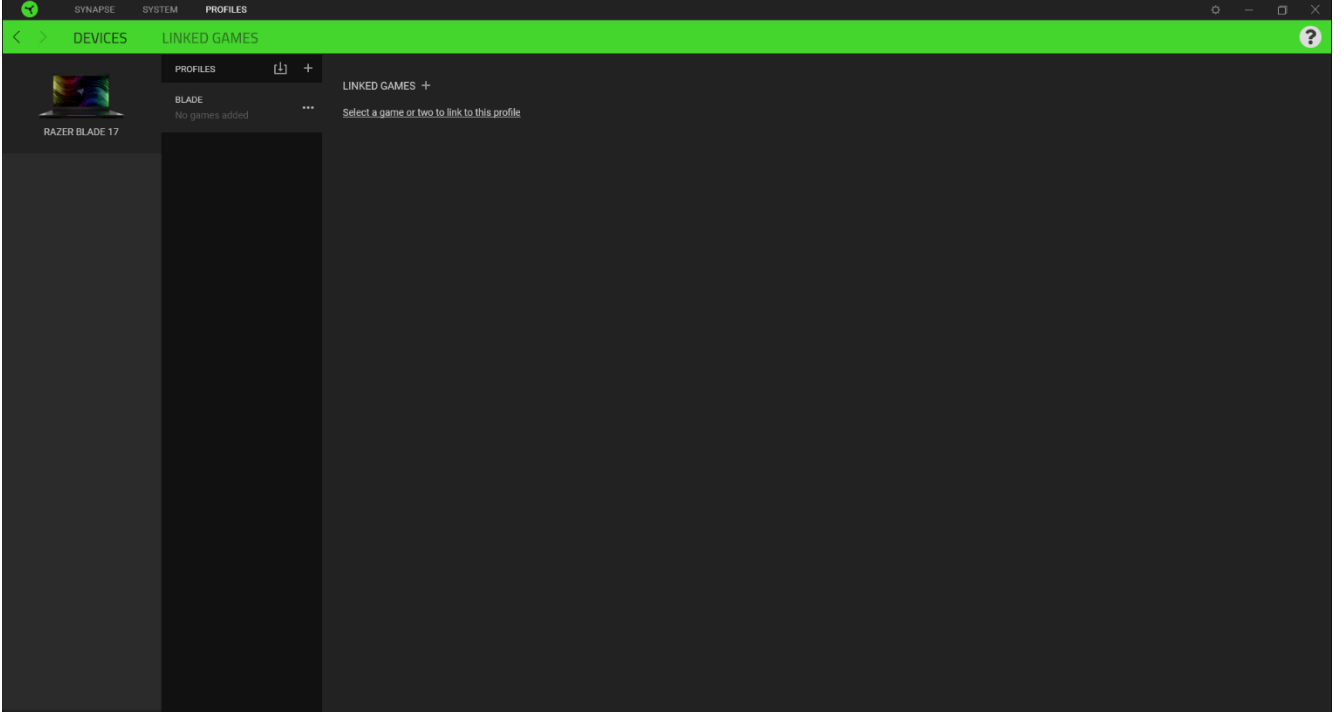 SYNAPSE SYSTEM PROFILES
DEVICES LINKED GAMES ?
PROFILES
BLADE
No games added
RAZER BLADE 17
LINKED GAMES +
Select a game or two to link to this profile